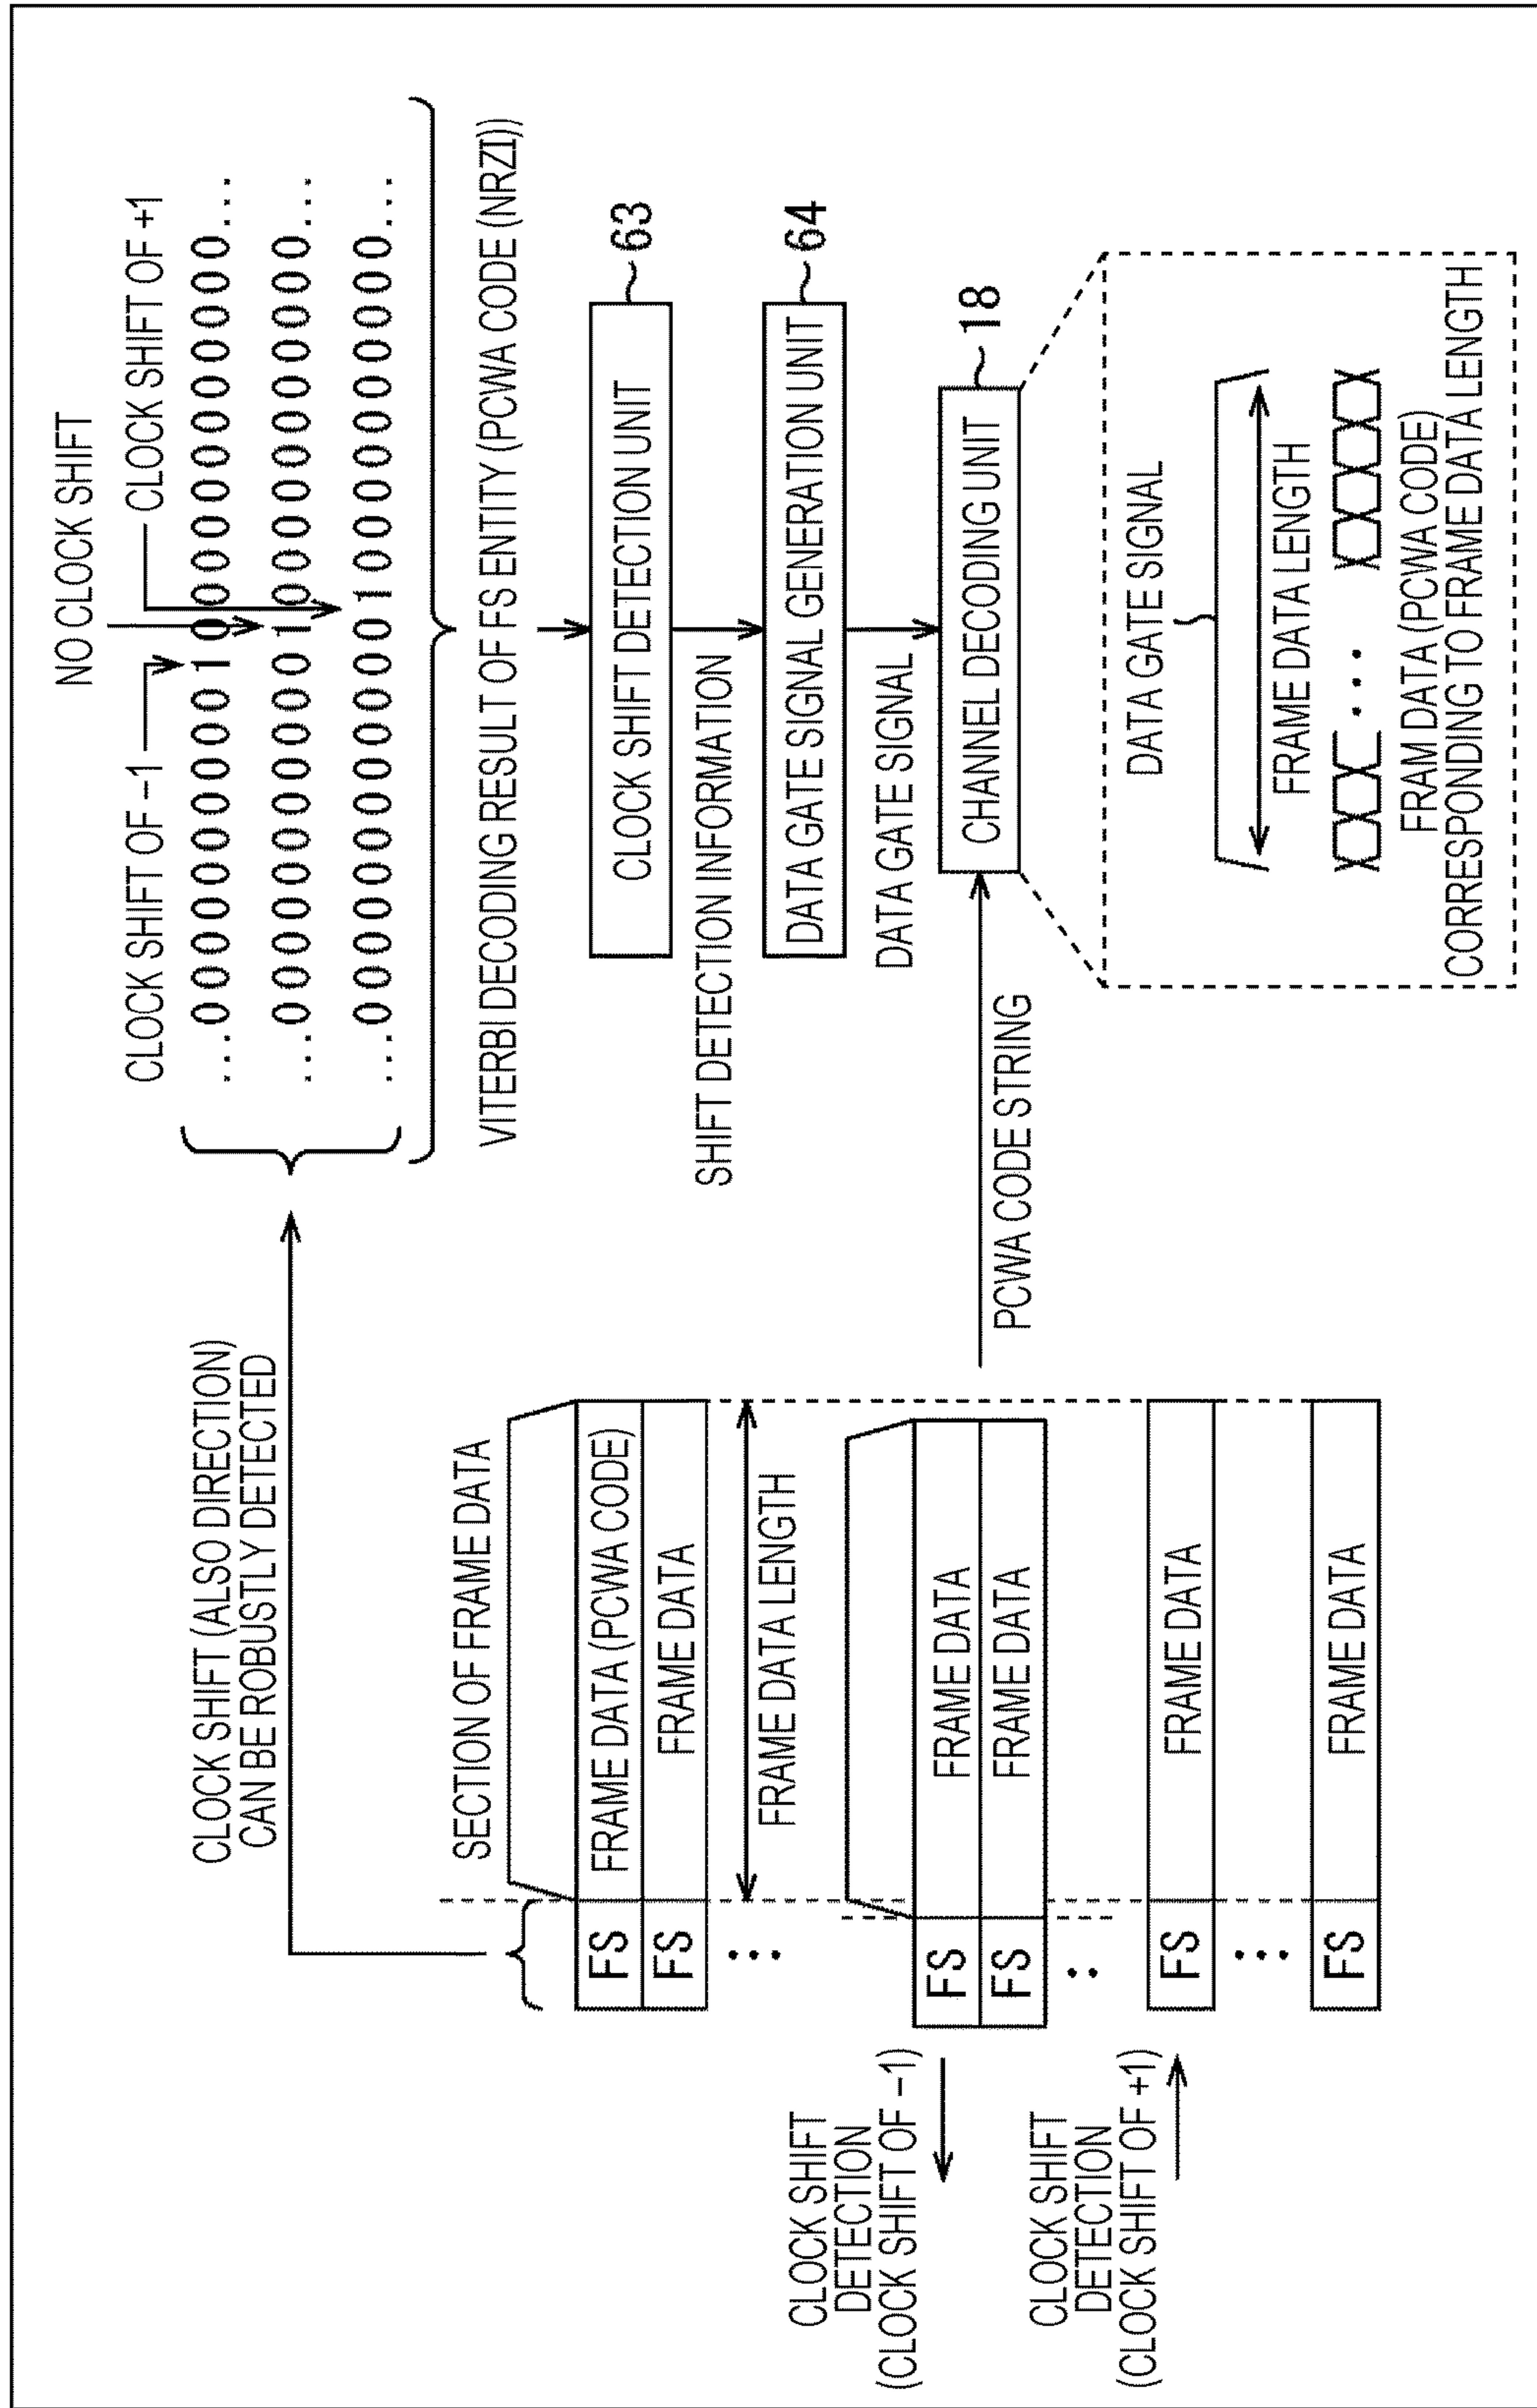 NO CLOCK SHIFT
CLOCK SHIFT OF −1
CLOCK SHIFT OF +1
...00000000001000000000000...
...00000000000100000000000...
...00000000000010000000000...
VITERBI DECODING RESULT OF FS ENTITY (PCWA CODE (NRZI))
CLOCK SHIFT (ALSO DIRECTION)
CAN BE ROBUSTLY DETECTED
CLOCK SHIFT DETECTION UNIT
63
SHIFT DETECTION INFORMATION
DATA GATE SIGNAL GENERATION UNIT
64
DATA GATE SIGNAL
CHANNEL DECODING UNIT
18
PCWA CODE STRING
DATA GATE SIGNAL
FRAME DATA LENGTH
...
FRAM DATA (PCWA CODE)
CORRESPONDING TO FRAME DATA LENGTH
SECTION OF FRAME DATA
FS FRAME DATA (PCWA CODE)
FS FRAME DATA
...
FRAME DATA LENGTH
CLOCK SHIFT
DETECTION
(CLOCK SHIFT OF −1)
FS FRAME DATA
FS FRAME DATA
..
CLOCK SHIFT
DETECTION
(CLOCK SHIFT OF +1)
FS FRAME DATA
...
FS FRAME DATA